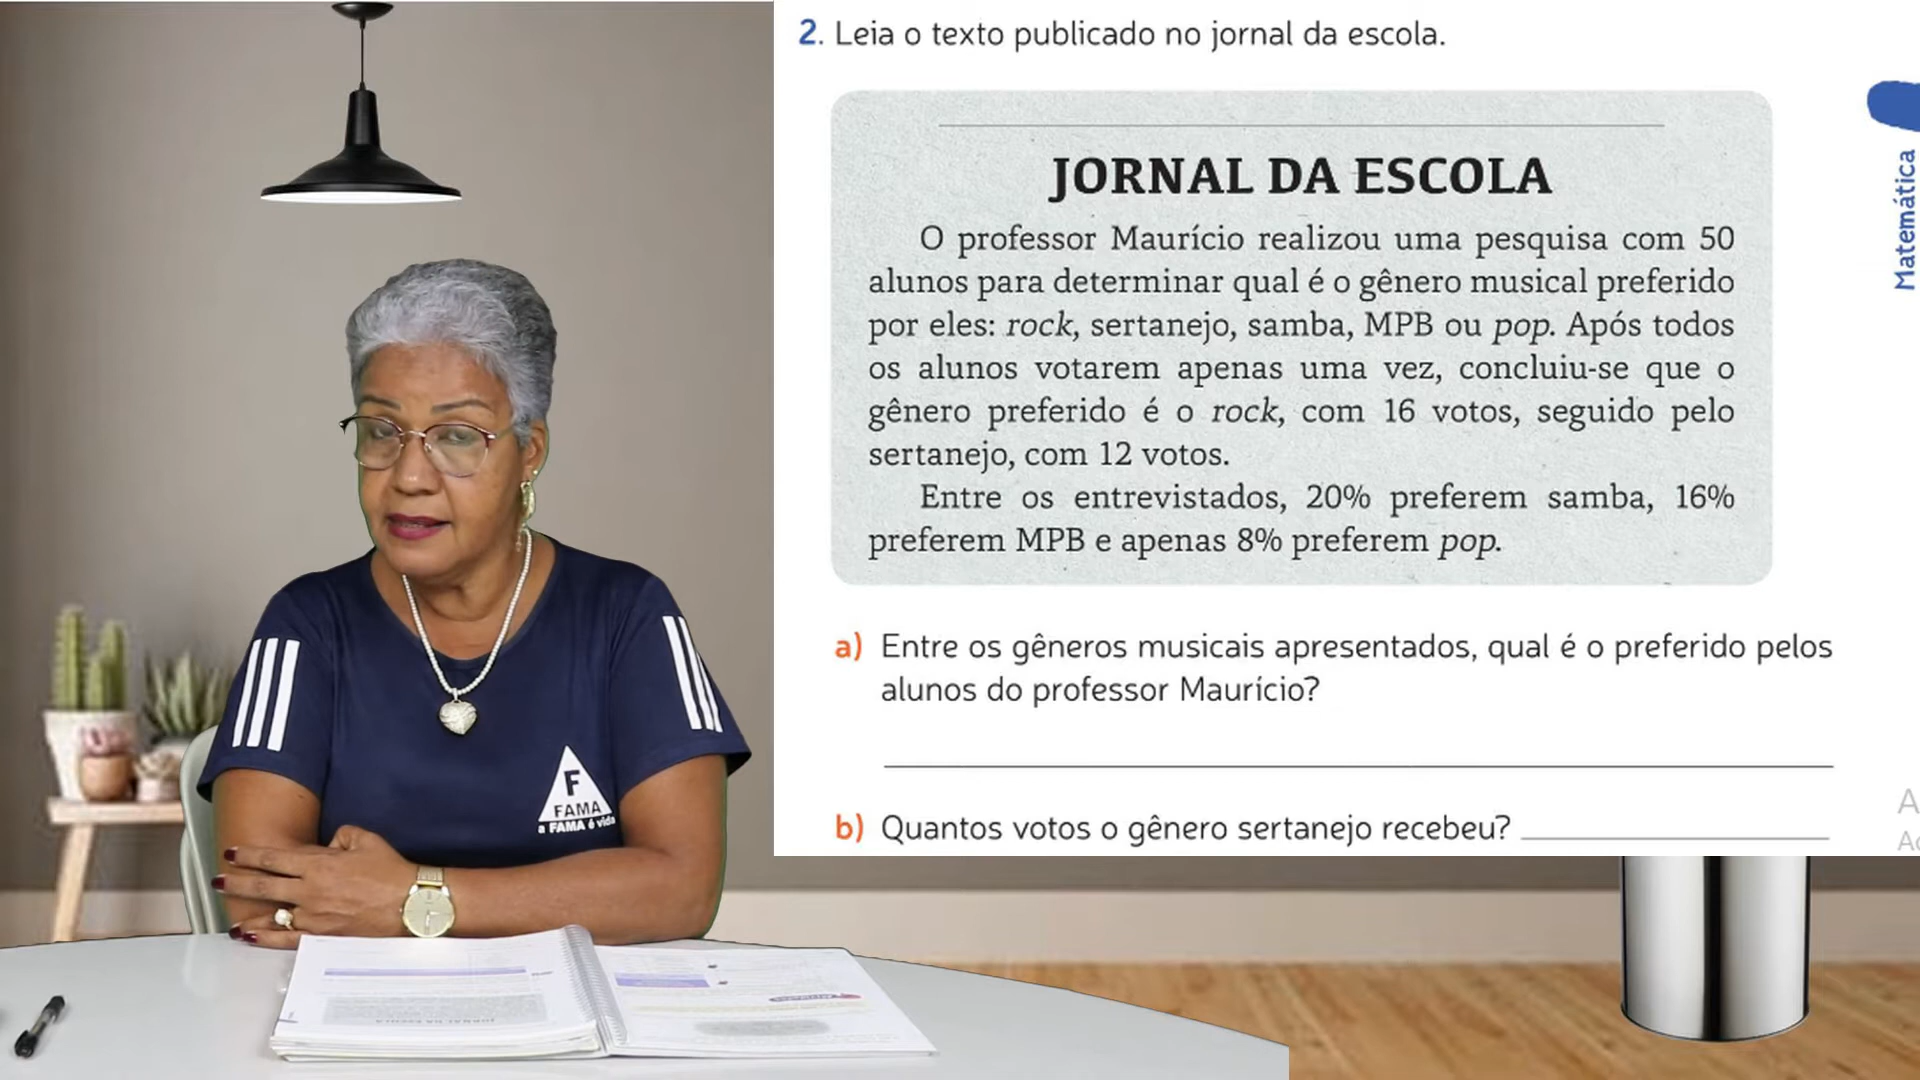 2. Leia o texto publicado no jornal da escola.
JORNAL DA ESCOLA
O professor Maurício realizou uma pesquisa com 50
alunos para determinar qual é o gênero musical preferido
por eles: rock, sertanejo, samba, MPB ou pop. Após todos
os alunos votarem apenas uma vez, concluiu-se que o
gênero preferido é o rock, com 16 votos, seguido pelo
sertanejo, com 12 votos.
Entre os entrevistados, 20% preferem samba, 16%
preferem MPB e apenas 8% preferem pop.
a) Entre os gêneros musicais apresentados, qual é o preferido pelos
alunos do professor Maurício?
b) Quantos votos o gênero sertanejo recebeu?
Matemática
F
FAMA
a FAMA é vida